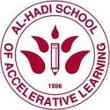 AL-HADI SCHOOL
OF ACCELERATIVE LEARNING
1996